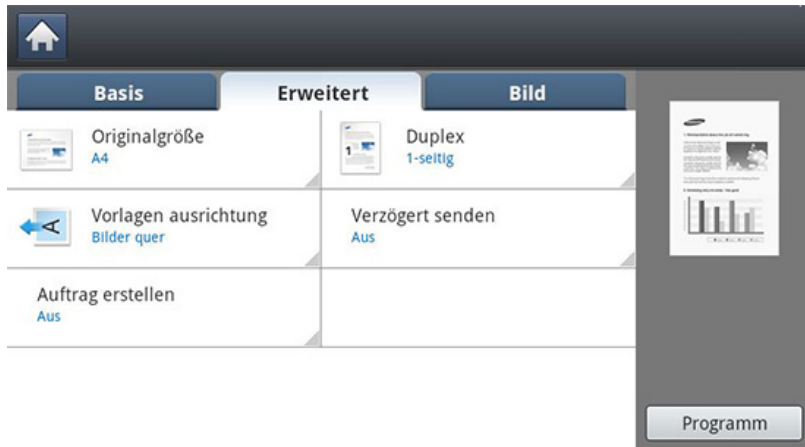 Basis
Erweitert
Bild
Originalgröße
A4
Duplex
1-seitig
1
Vorlagen ausrichtung
Bilder quer
A
Verzögert senden
Aus
Auftrag erstellen
Aus
Programm